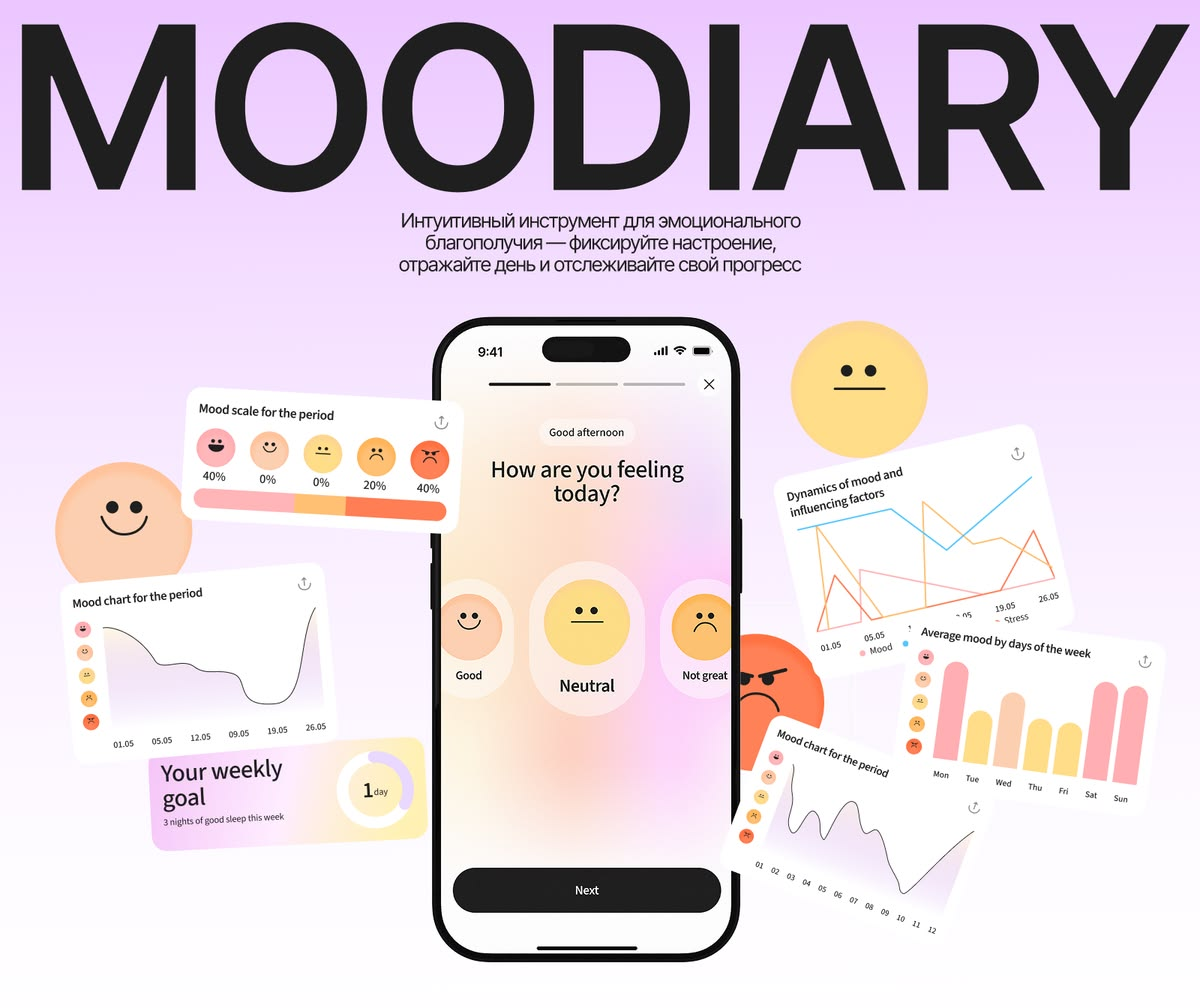 MOODIARY
Интуитивный инструмент для эмоционального
благополучия — фиксируйте настроение,
отражайте день и отслеживайте свой прогресс
9:41
Good afternoon
How are you feeling
today?
Good
Neutral
Not great
Next
Mood scale for the period
40%
0%
0%
20%
40%
Mood chart for the period
01.05
05.05
12.05
09.05
19.05
26.05
Your weekly
goal
3 nights of good sleep this week
1 day
Dynamics of mood and
influencing factors
01.05
05.05
19.05
26.05
Mood
Stress
Average mood by days of the week
Mon
Tue
Wed
Thu
Fri
Sat
Sun
Mood chart for the period
01
02
03
04
05
06
07
08
09
10
11
12